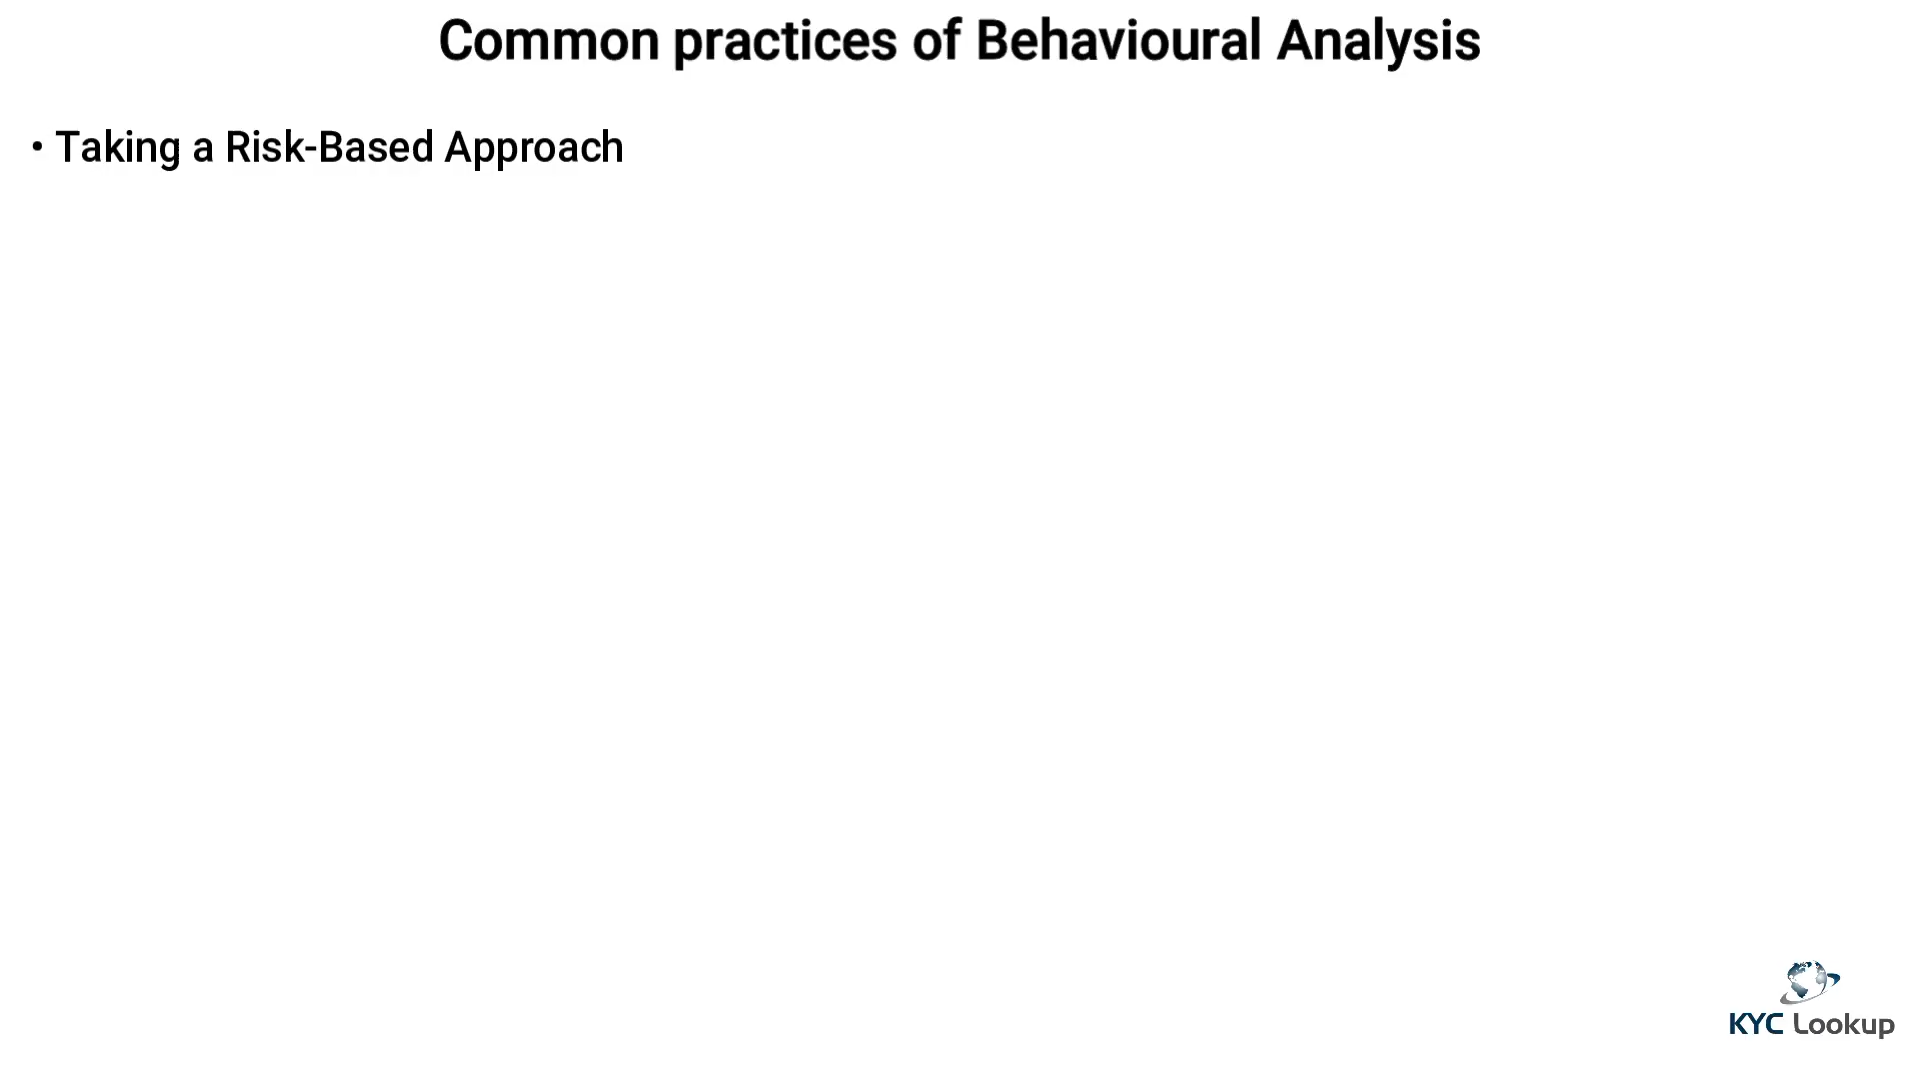 Common practices of Behavioural Analysis
• Taking a Risk-Based Approach
KYC Lookup